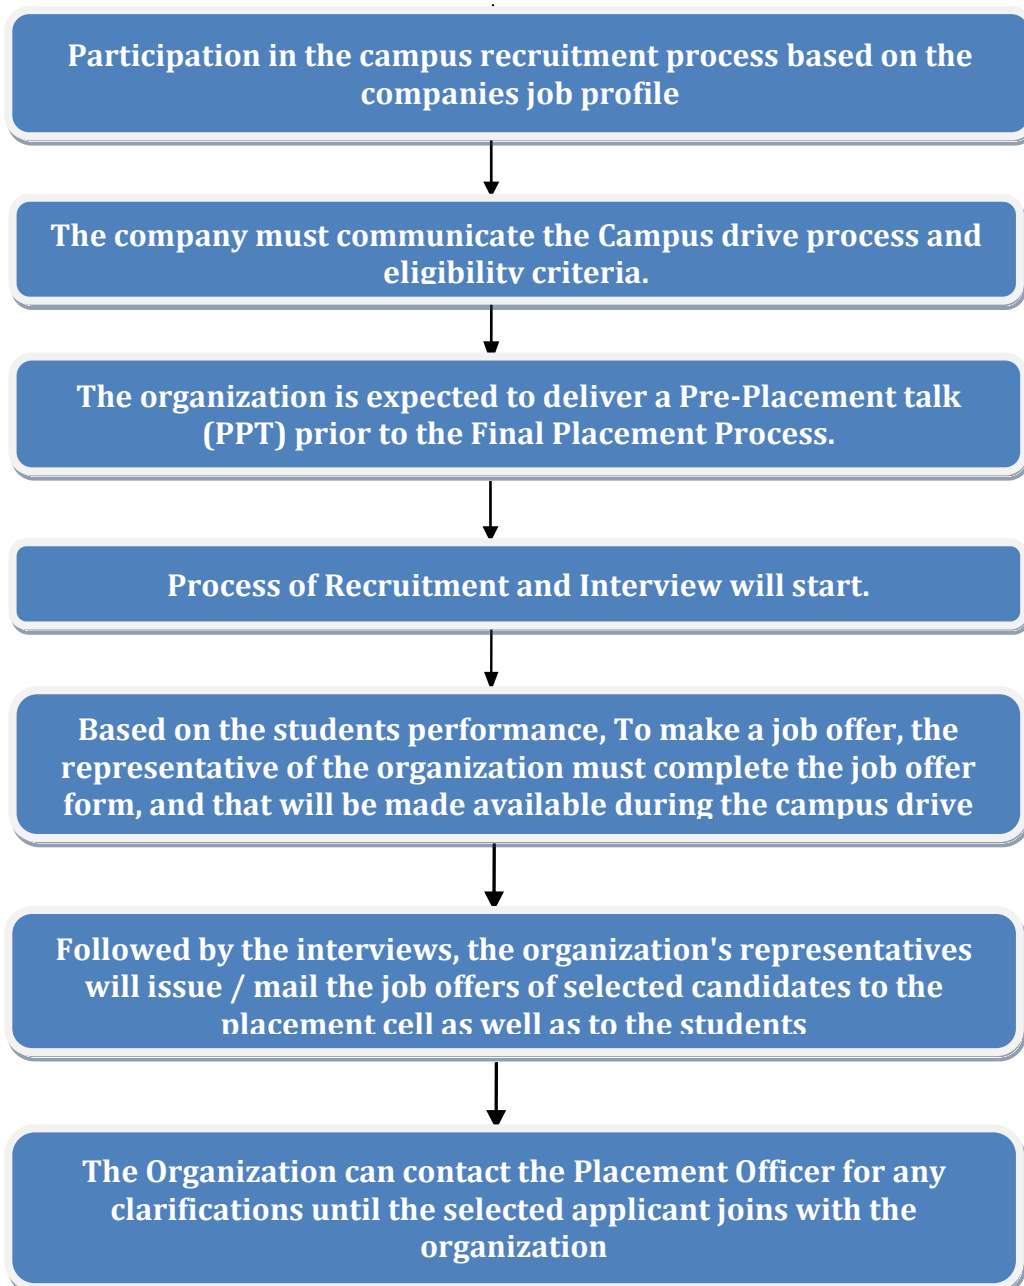 Participation in the campus recruitment process based on the
companies job profile
The company must communicate the Campus drive process and
eligibility criteria.
The organization is expected to deliver a Pre-Placement talk
(PPT) prior to the Final Placement Process.
Process of Recruitment and Interview will start.
Based on the students performance, To make a job offer, the
representative of the organization must complete the job offer
form, and that will be made available during the campus drive
Followed by the interviews, the organization's representatives
will issue / mail the job offers of selected candidates to the
placement cell as well as to the students
The Organization can contact the Placement Officer for any
clarifications until the selected applicant joins with the
organization